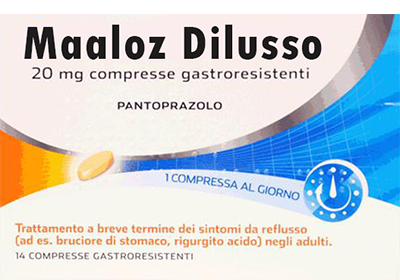 Maaloz Dilusso
20 mg compresse gastroresistenti
PANTOPRAZOLO
1 COMPRESSA AL GIORNO
Trattamento a breve termine dei sintomi da reflusso
(ad es. bruciore di stomaco, rigurgito acido) negli adulti.
14 COMPRESSE GASTRORESISTENTI